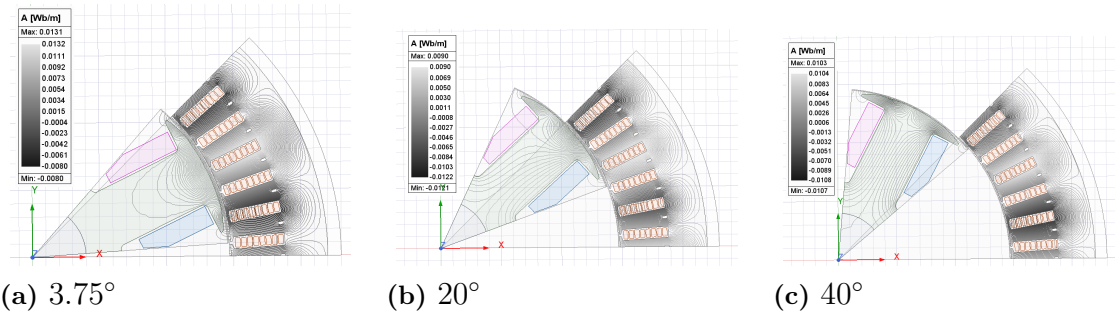 A [Wb/m]
Max: 0.0131
0.0132
0.0111
0.0092
0.0073
0.0054
0.0034
0.0015
-0.0004
-0.0023
-0.0042
-0.0061
-0.0080
Min: -0.0080
Y
Z
X
(a) 3.75°
A [Wb/m]
Max: 0.0090
0.0090
0.0069
0.0050
0.0030
0.0011
-0.0008
-0.0027
-0.0046
-0.0065
-0.0084
-0.0103
-0.0122
Min: -0.0121
X
(b) 20°
A [Wb/m]
Max: 0.0103
0.0104
0.0083
0.0064
0.0045
0.0026
0.0006
-0.0013
-0.0032
-0.0051
-0.0070
-0.0089
-0.0108
Min: -0.0107
Y
X
(c) 40°